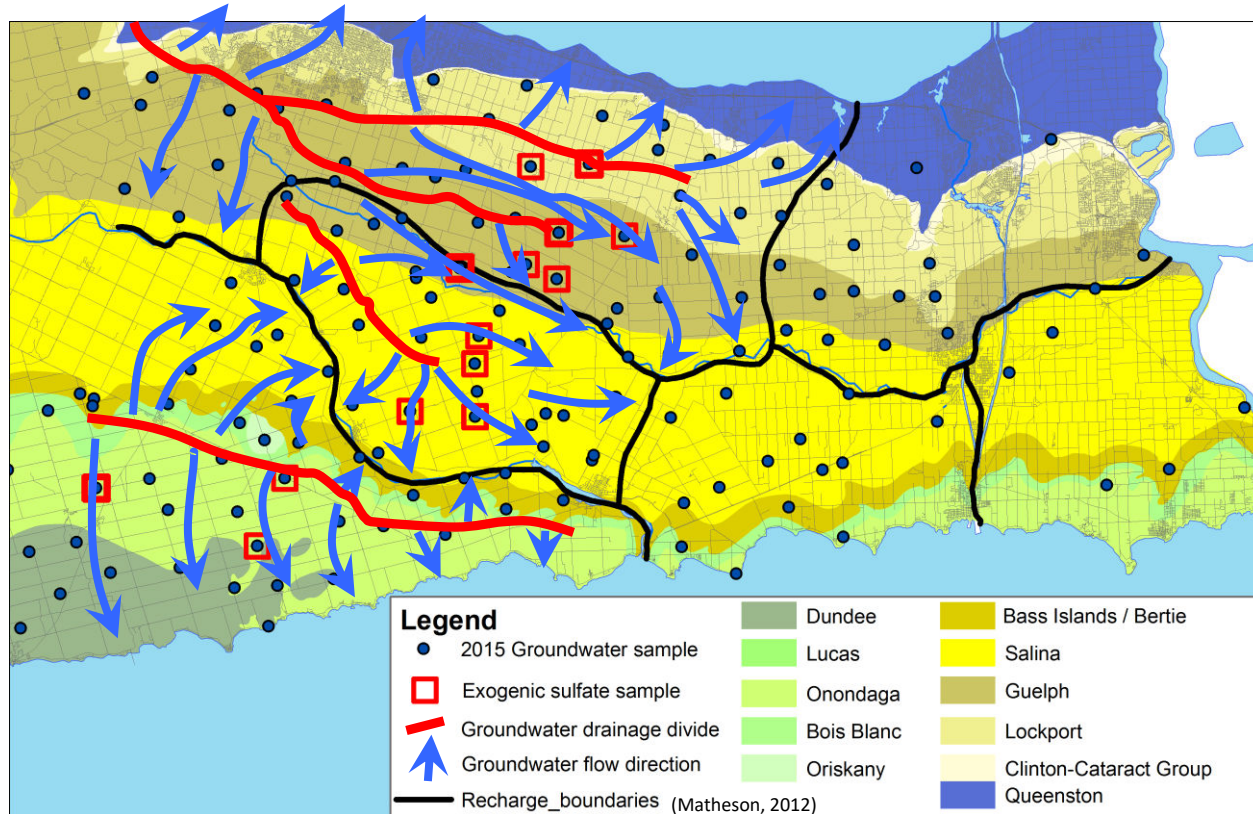 Legend
2015 Groundwater sample
Exogenic sulfate sample
Groundwater drainage divide
Groundwater flow direction
Recharge_boundaries (Matheson, 2012)
Dundee
Lucas
Onondaga
Bois Blanc
Oriskany
Bass Islands / Bertie
Salina
Guelph
Lockport
Clinton-Cataract Group
Queenston